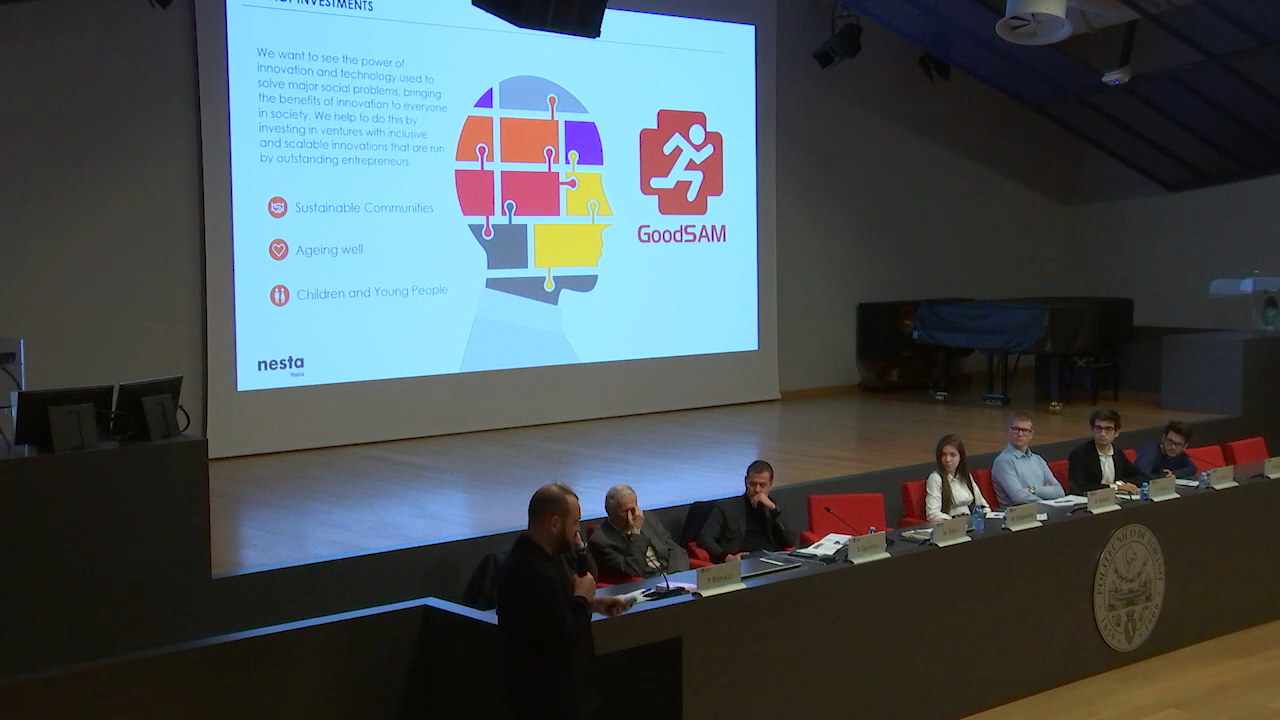 INVESTMENTS
We want to see the power of
innovation and technology used to
solve major social problems, bringing
the benefits of innovation to everyone
in society. We help to do this by
investing in ventures with inclusive
and scalable innovations that are run
by outstanding entrepreneurs.
Sustainable Communities
Ageing well
Children and Young People
GoodSAM
nesta
Italia